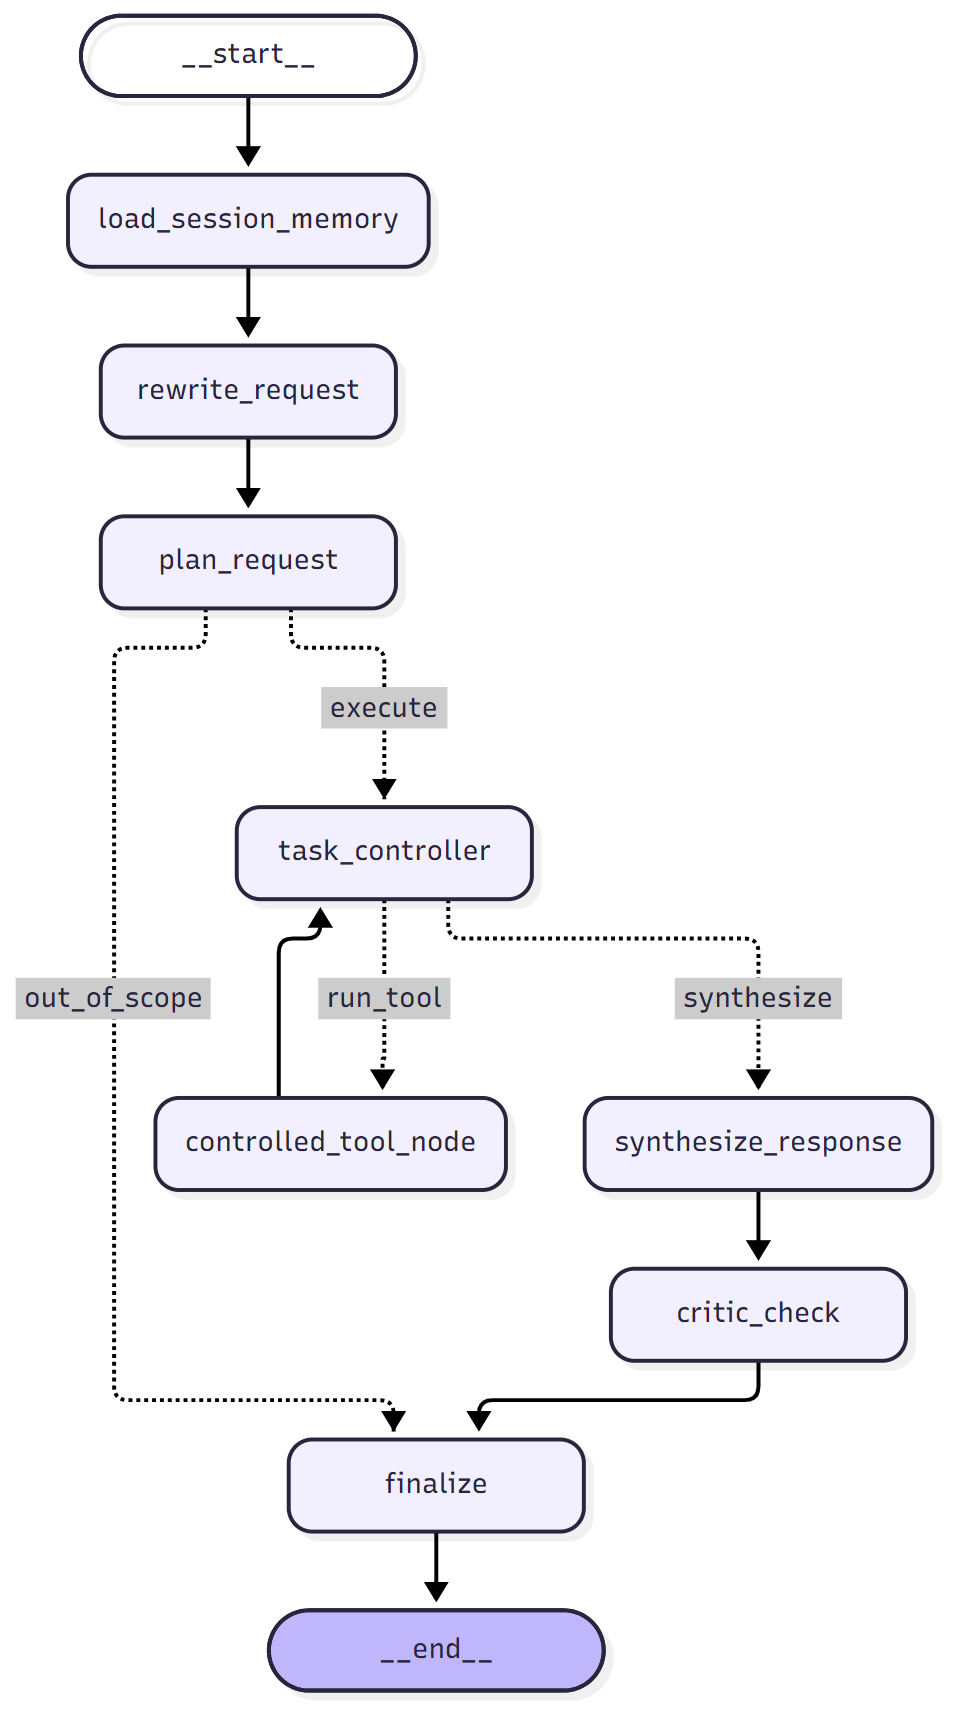 __start__
load_session_memory
rewrite_request
plan_request
execute
task_controller
out_of_scope
run_tool
synthesize
controlled_tool_node
synthesize_response
critic_check
finalize
__end__